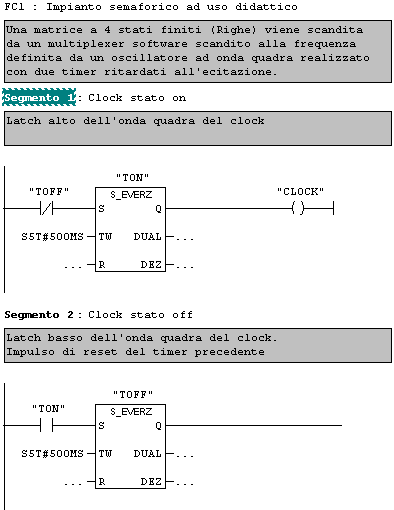 FC1 : Impianto semaforico ad uso didattico
Una matrice a 4 stati finiti (Righe) viene scandita
da un multiplexer software scandito alla frequenza
definita da un oscillatore ad onda quadra realizzato
con due timer ritardati all'ecitazione.
Segmento 1: Clock stato on
Latch alto dell'onda quadra del clock
"TON"
"TOFF" S_EVERZ "CLOCK"
S Q
S5T#500MS TW DUAL ...
... R DEZ ...
Segmento 2 : Clock stato off
Latch basso dell'onda quadra del clock.
Impulso di reset del timer precedente
"TOFF"
"TON" S_EVERZ
S Q
S5T#500MS TW DUAL ...
... R DEZ ...